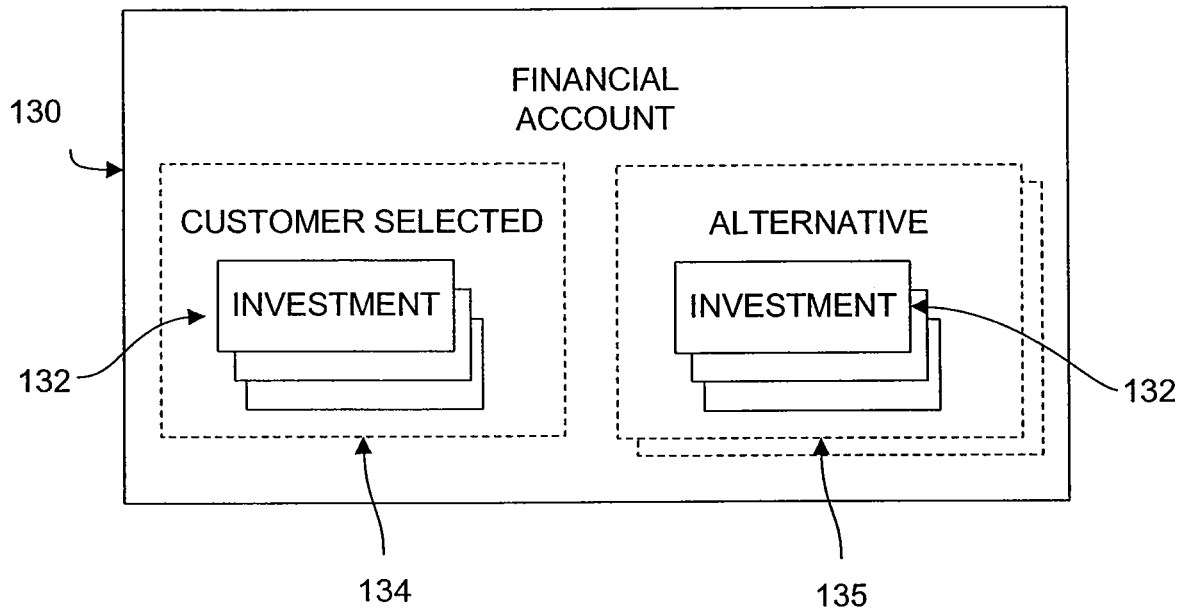 FINANCIAL
ACCOUNT
130
CUSTOMER SELECTED
ALTERNATIVE
INVESTMENT
INVESTMENT
132
132
134
135